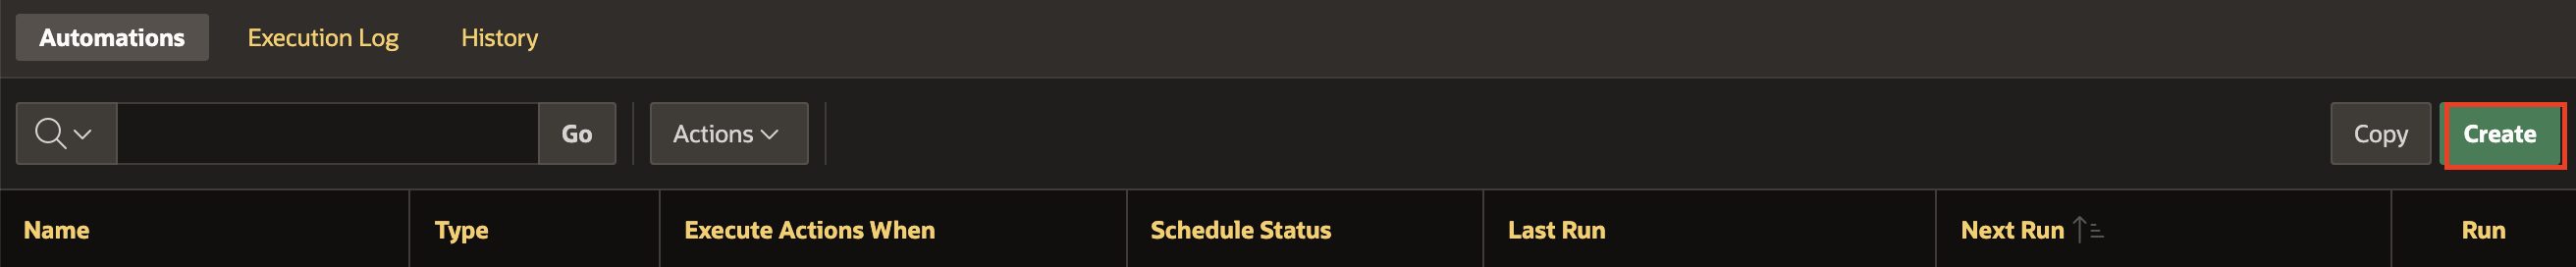 Automations Execution Log History
Go Actions Copy Create
Name Type Execute Actions When Schedule Status Last Run Next Run Run